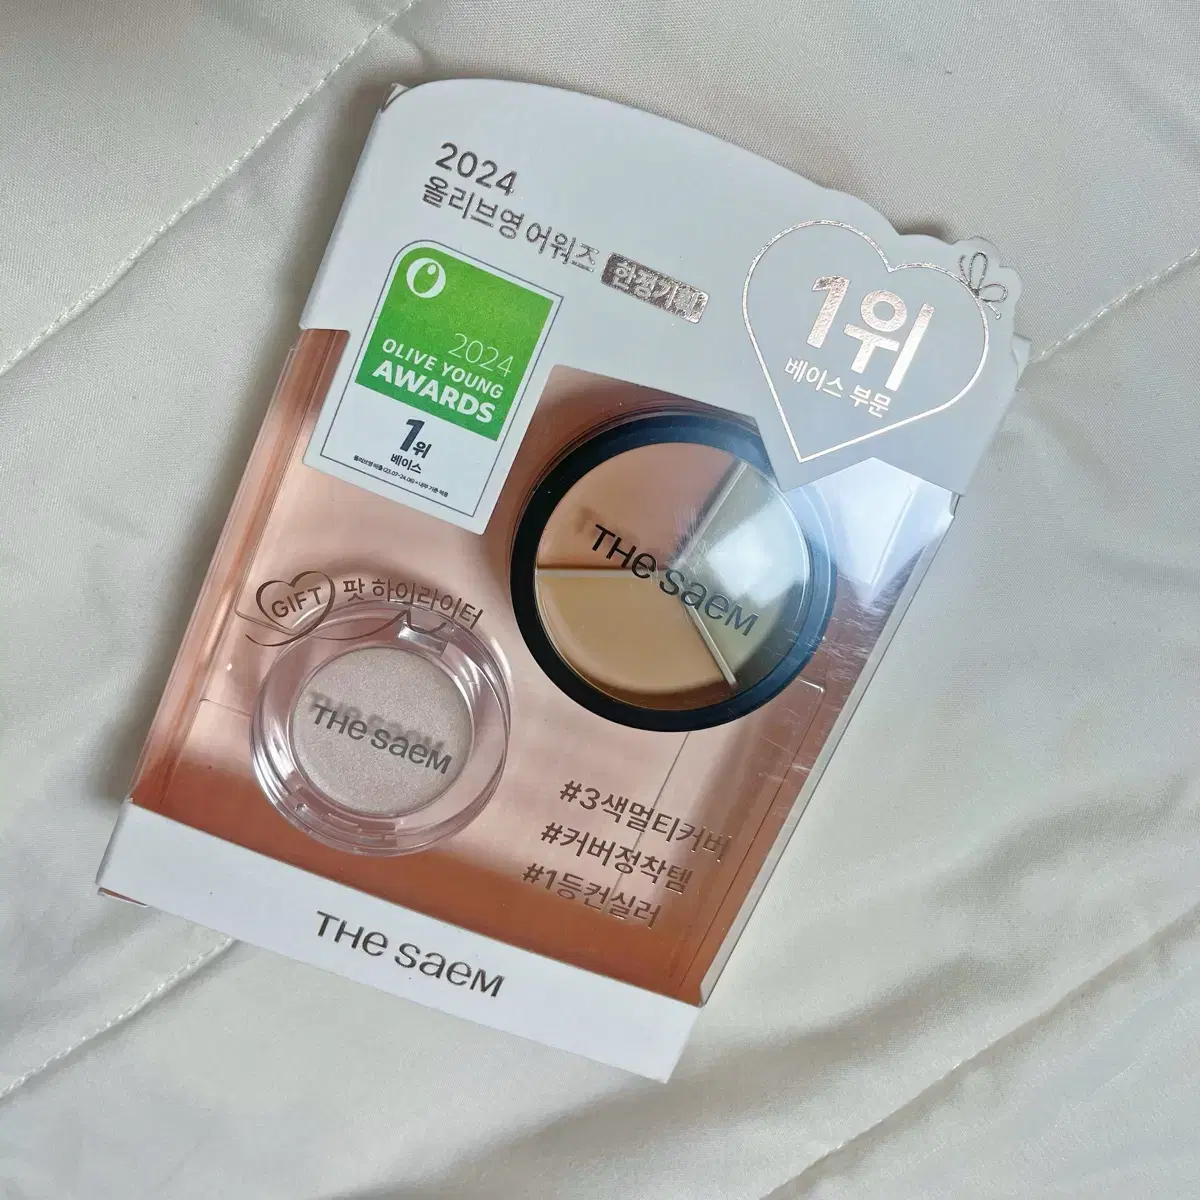 2024
올리브영 어워즈 한정기획
1위
베이스 부문
2024
OLIVE YOUNG
AWARDS
1위
베이스
THE SAEM
GIFT 팟 하이라이터
THE SAEM
#3색멀티커버
#커버정착템
#1등컨실러
THE SAEM